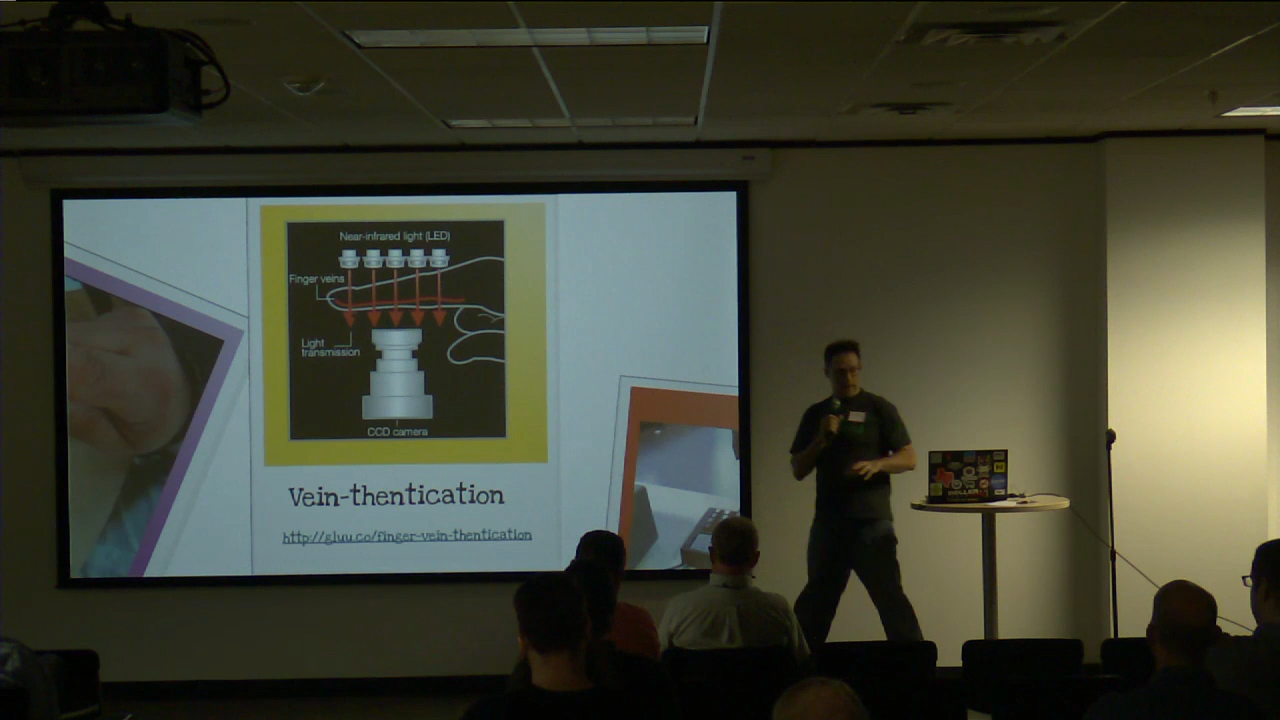 Near-infrared light (LED)
Finger veins
Light
transmission
CCD camera
Vein-thentication
http://gluu.co/finger-vein-thentication